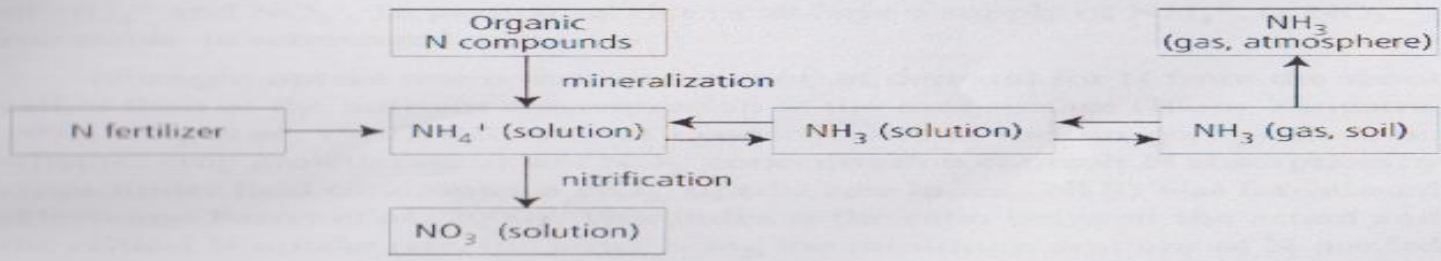 Organic
N compounds
NH₃
(gas, atmosphere)
mineralization
N fertilizer
NH₄' (solution)
NH₃ (solution)
NH₃ (gas, soil)
nitrification
NO₃ (solution)